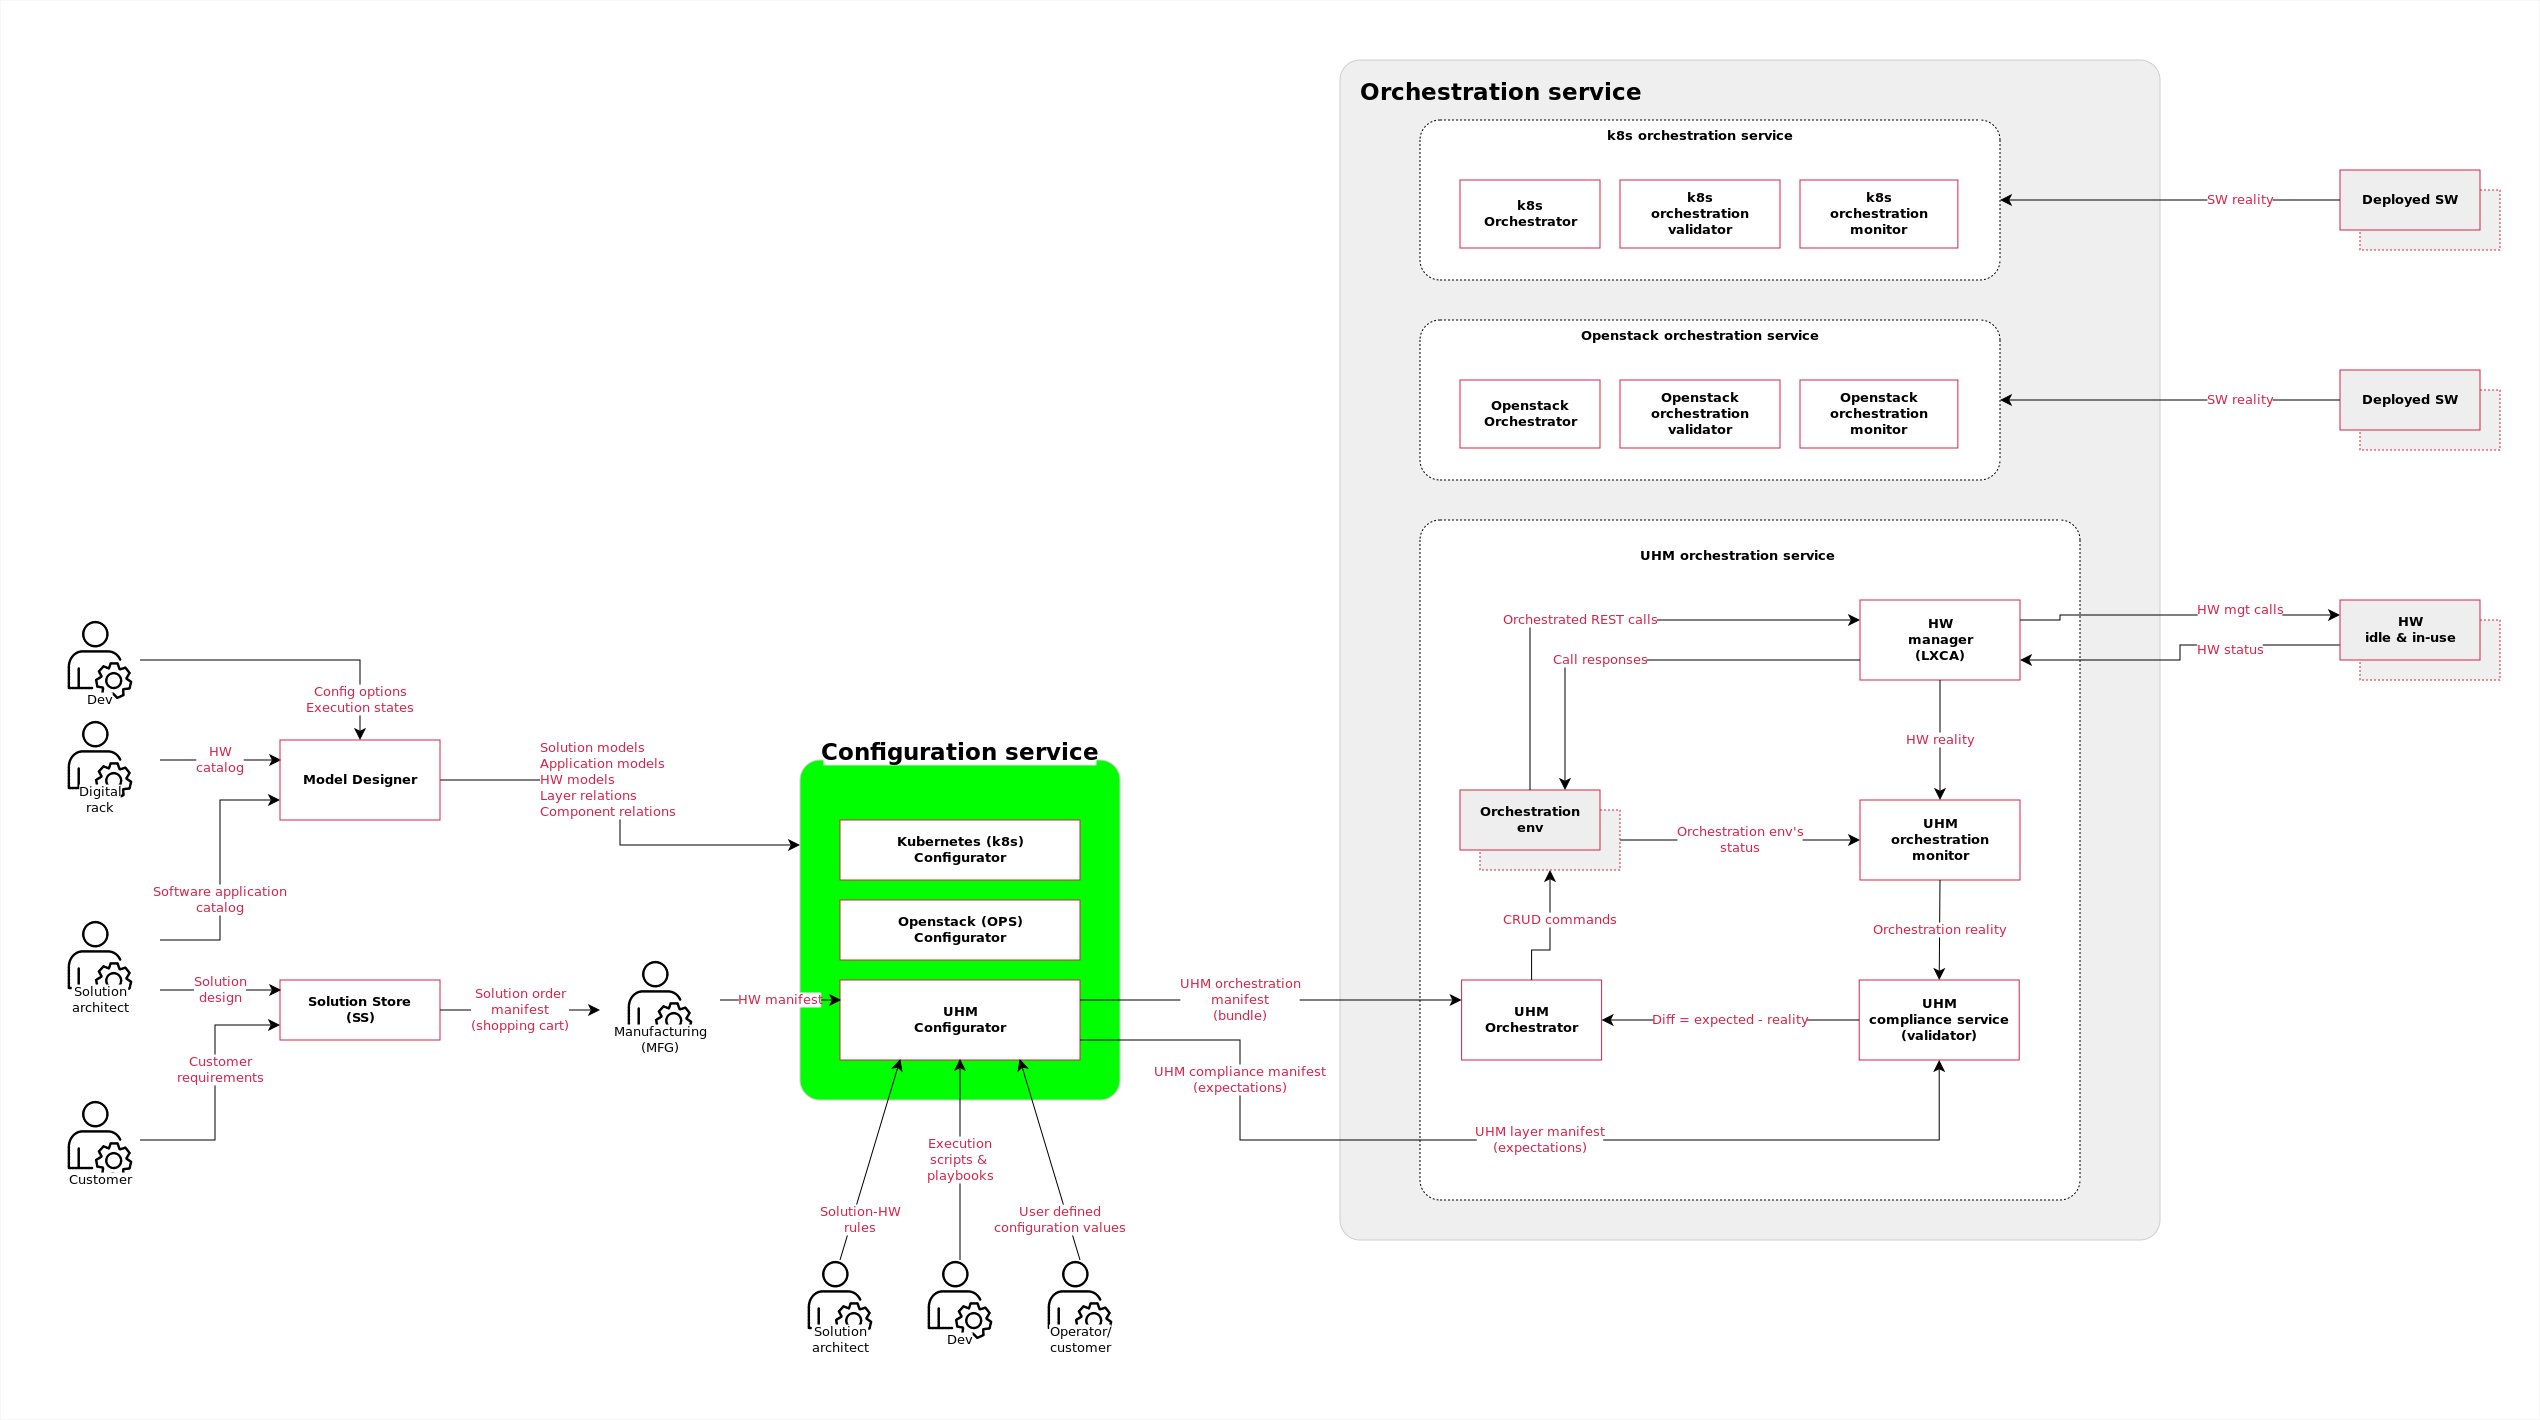 Orchestration service
k8s orchestration service
k8s
Orchestrator
k8s
orchestration
validator
k8s
orchestration
monitor
SW reality
Deployed SW
Openstack orchestration service
Openstack
Orchestrator
Openstack
orchestration
validator
Openstack
orchestration
monitor
SW reality
Deployed SW
UHM orchestration service
Orchestrated REST calls
Call responses
HW
manager
(LXCA)
HW mgt calls
HW status
HW
idle & in-use
HW reality
Orchestration
env
Orchestration env's
status
UHM
orchestration
monitor
CRUD commands
Orchestration reality
UHM
Orchestrator
Diff = expected - reality
UHM
compliance service
(validator)
UHM layer manifest
(expectations)
Dev
Config options
Execution states
Digital
rack
HW
catalog
Model Designer
Solution models
Application models
HW models
Layer relations
Component relations
Software application
catalog
Solution
architect
Solution
design
Solution Store
(SS)
Solution order
manifest
(shopping cart)
Manufacturing
(MFG)
HW manifest
Customer
requirements
Customer
Configuration service
Kubernetes (k8s)
Configurator
Openstack (OPS)
Configurator
UHM
Configurator
UHM orchestration
manifest
(bundle)
UHM compliance manifest
(expectations)
Solution-HW
rules
Execution
scripts &
playbooks
User defined
configuration values
Solution
architect
Dev
Operator/
customer